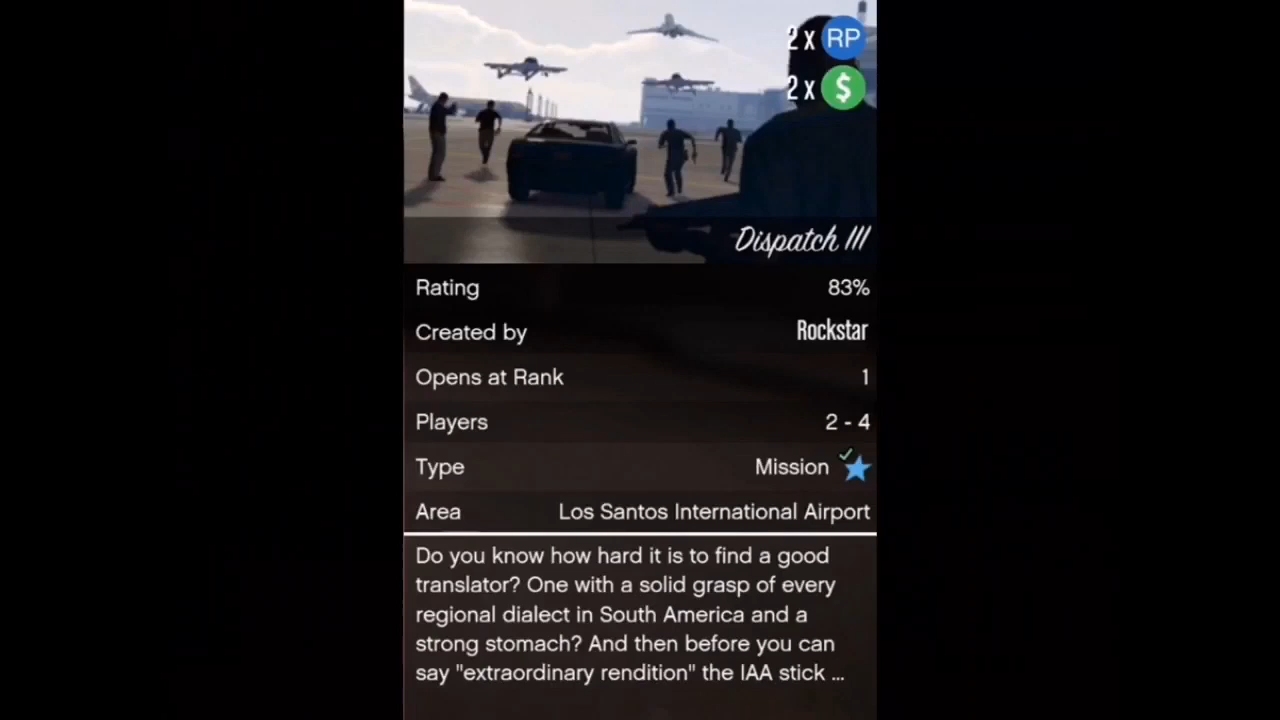 2 x RP
2 x $
Dispatch III
Rating 83%
Created by Rockstar
Opens at Rank 1
Players 2 - 4
Type Mission
Area Los Santos International Airport
Do you know how hard it is to find a good
translator? One with a solid grasp of every
regional dialect in South America and a
strong stomach? And then before you can
say "extraordinary rendition" the IAA stick ...